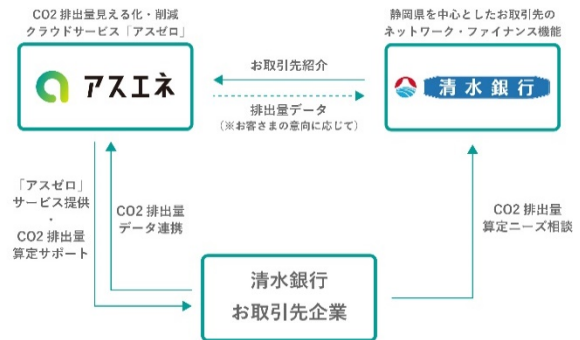 CO2 排出量見える化・削減
クラウドサービス「アスゼロ」
アスエネ
静岡県を中心としたお取引先の
ネットワーク・ファイナンス機能
清水銀行
お取引先紹介
排出量データ
(※お客さまの意向に応じて)
「アスゼロ」
サービス提供
・
CO2 排出量
算定サポート
CO2 排出量
データ連携
CO2 排出量
算定ニーズ相談
清水銀行
お取引先企業